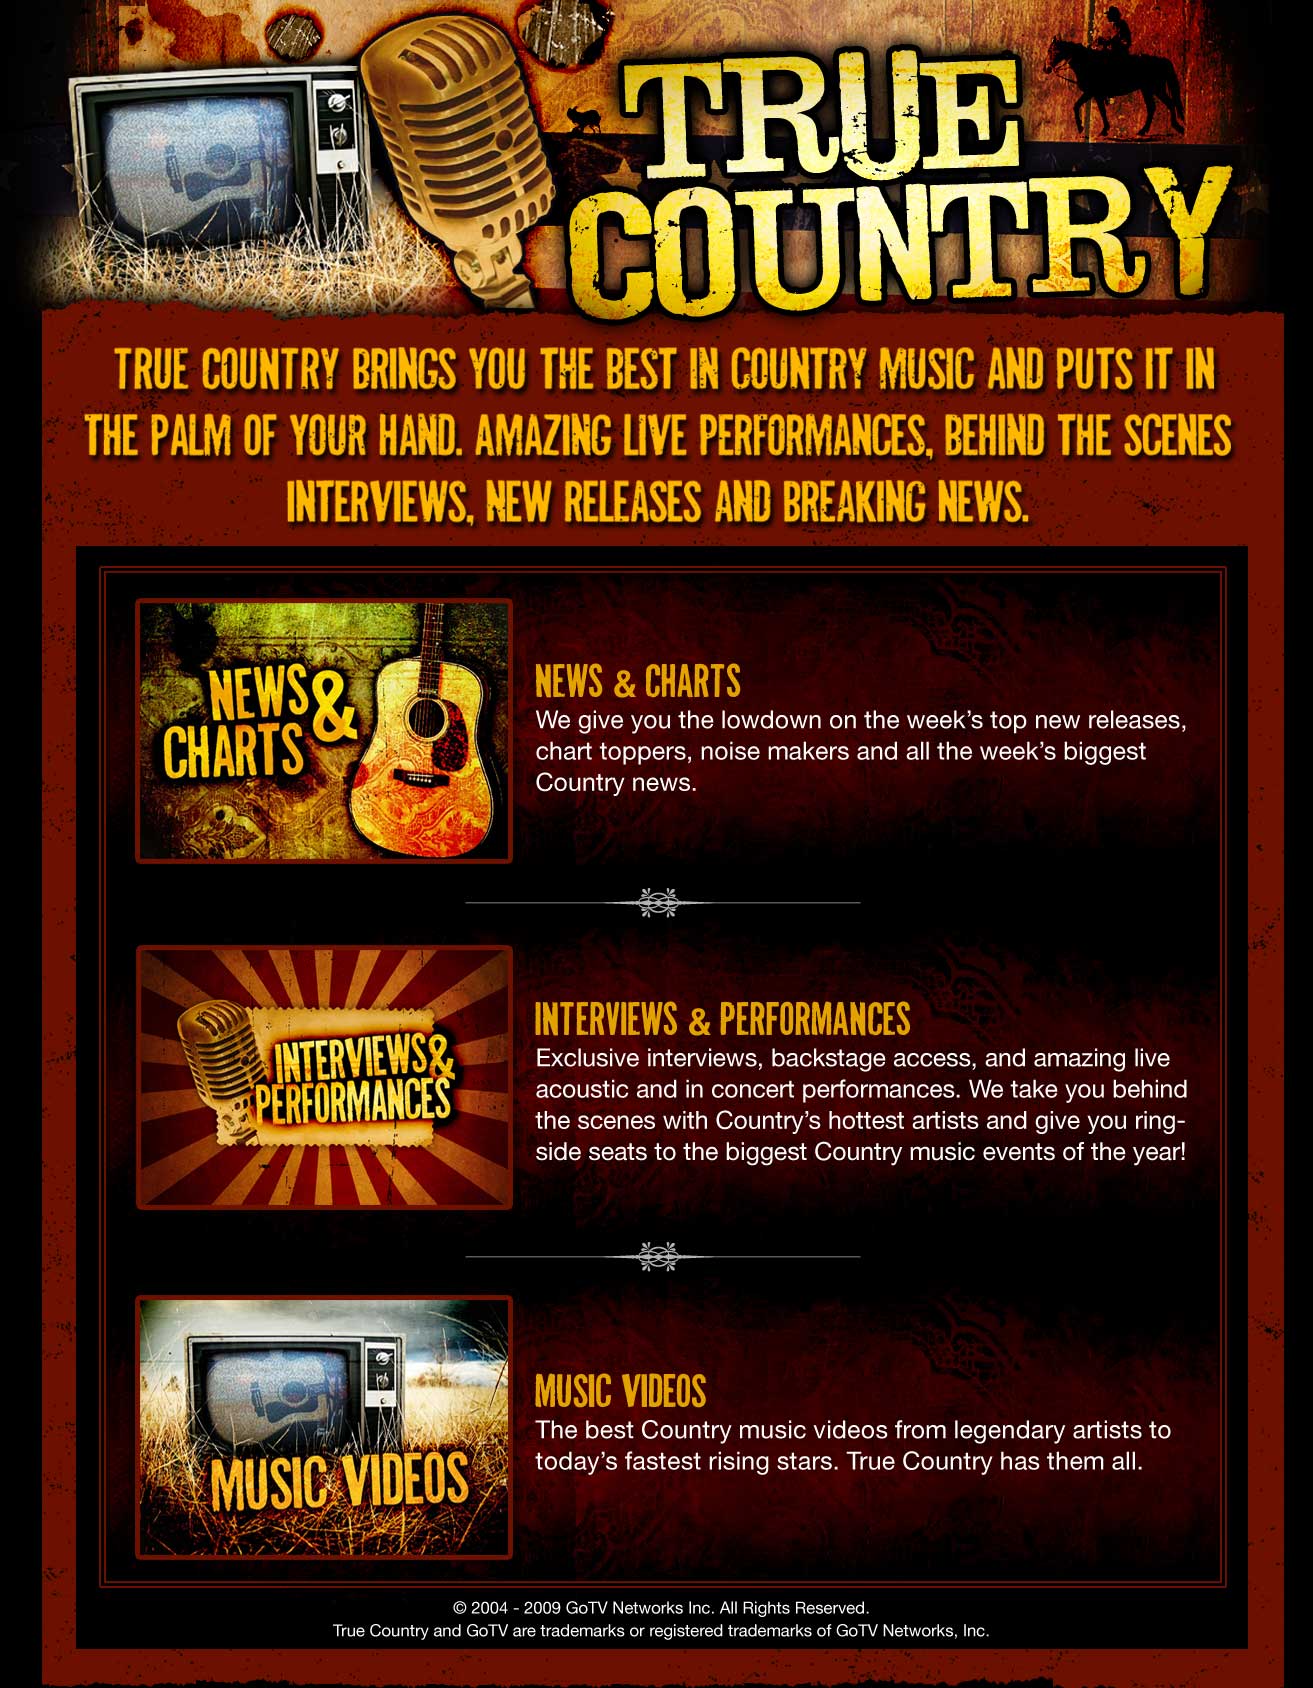 TRUE
COUNTRY
TRUE COUNTRY BRINGS YOU THE BEST IN COUNTRY MUSIC AND PUTS IT IN
THE PALM OF YOUR HAND. AMAZING LIVE PERFORMANCES, BEHIND THE SCENES
INTERVIEWS, NEW RELEASES AND BREAKING NEWS.
NEWS &
CHARTS
NEWS & CHARTS
We give you the lowdown on the week's top new releases,
chart toppers, noise makers and all the week's biggest
Country news.
INTERVIEWS &
PERFORMANCES
INTERVIEWS & PERFORMANCES
Exclusive interviews, backstage access, and amazing live
acoustic and in concert performances. We take you behind
the scenes with Country's hottest artists and give you ring-
side seats to the biggest Country music events of the year!
MUSIC VIDEOS
MUSIC VIDEOS
The best Country music videos from legendary artists to
today's fastest rising stars. True Country has them all.
© 2004 - 2009 GoTV Networks Inc. All Rights Reserved.
True Country and GoTV are trademarks or registered trademarks of GoTV Networks, Inc.